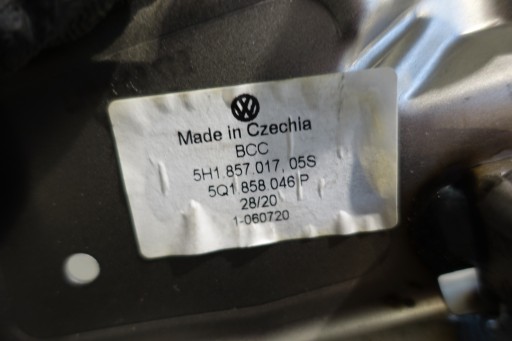 Made in Czechia
BCC
5H1.857.017, 05S
5Q1 858 046 P
28/20
1-060720